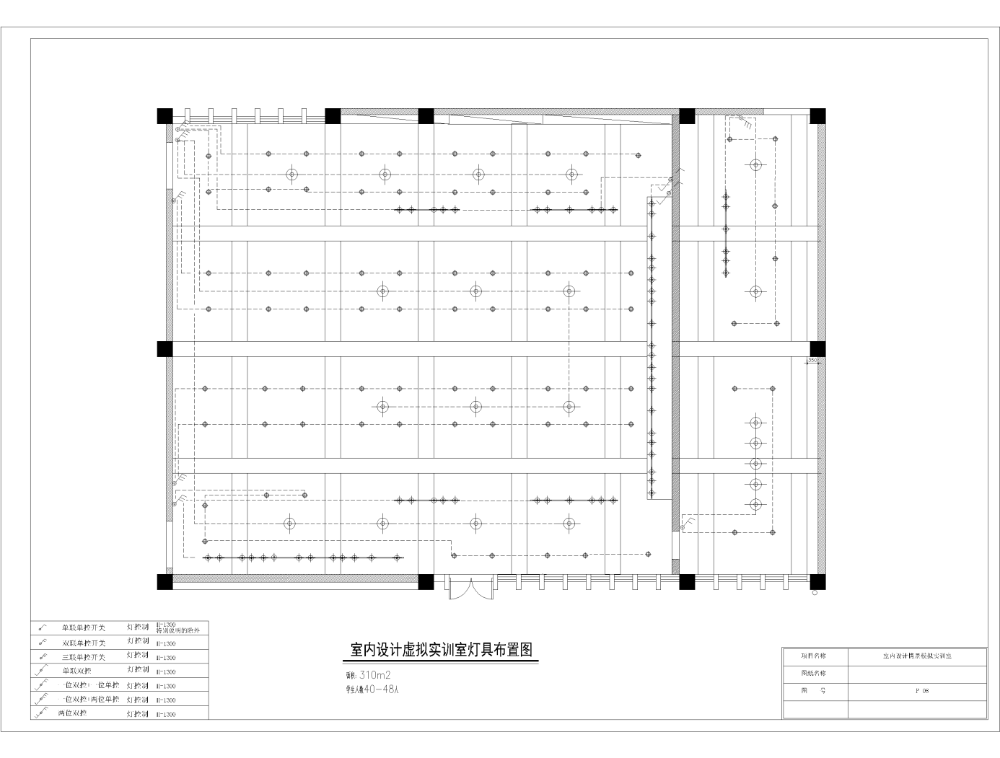 350
单联单控开关 灯控制 H-1300
特别说明的除外
双联单控开关 灯控制 H-1300
三联单控开关 灯控制 H-1300
单联双控 灯控制 H-1300
一位双控+一位单控 灯控制 H-1300
一位双控+两位单控 灯控制 H-1300
两位双控 灯控制 H-1300
室内设计虚拟实训室灯具布置图
面积: 310m2
学生人数40-48人
项目名称 室内设计情景模拟实训室
图纸名称
图 号 P-08